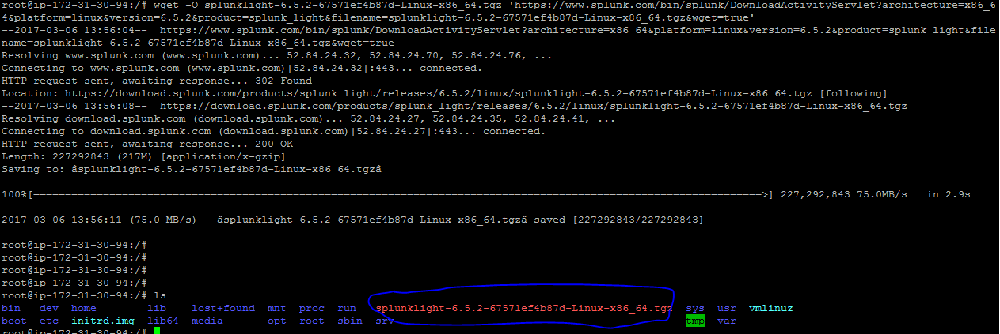 root@ip-172-31-30-94:/# wget -O splunklight-6.5.2-67571ef4b87d-Linux-x86_64.tgz 'https://www.splunk.com/bin/splunk/DownloadActivityServlet?architecture=x86_6
4&platform=linux&version=6.5.2&product=splunk_light&filename=splunklight-6.5.2-67571ef4b87d-Linux-x86_64.tgz&wget=true'
--2017-03-06 13:56:04--  https://www.splunk.com/bin/splunk/DownloadActivityServlet?architecture=x86_64&platform=linux&version=6.5.2&product=splunk_light&file
name=splunklight-6.5.2-67571ef4b87d-Linux-x86_64.tgz&wget=true
Resolving www.splunk.com (www.splunk.com)... 52.84.24.32, 52.84.24.70, 52.84.24.76, ...
Connecting to www.splunk.com (www.splunk.com)|52.84.24.32|:443... connected.
HTTP request sent, awaiting response... 302 Found
Location: https://download.splunk.com/products/splunk_light/releases/6.5.2/linux/splunklight-6.5.2-67571ef4b87d-Linux-x86_64.tgz [following]
--2017-03-06 13:56:08--  https://download.splunk.com/products/splunk_light/releases/6.5.2/linux/splunklight-6.5.2-67571ef4b87d-Linux-x86_64.tgz
Resolving download.splunk.com (download.splunk.com)... 52.84.24.27, 52.84.24.35, 52.84.24.41, ...
Connecting to download.splunk.com (download.splunk.com)|52.84.24.27|:443... connected.
HTTP request sent, awaiting response... 200 OK
Length: 227292843 (217M) [application/x-gzip]
Saving to: âsplunklight-6.5.2-67571ef4b87d-Linux-x86_64.tgzâ
100%[===================================================================================================================>] 227,292,843 75.0MB/s   in 2.9s
2017-03-06 13:56:11 (75.0 MB/s) - âsplunklight-6.5.2-67571ef4b87d-Linux-x86_64.tgzâ saved [227292843/227292843]
root@ip-172-31-30-94:/#
root@ip-172-31-30-94:/#
root@ip-172-31-30-94:/#
root@ip-172-31-30-94:/#
root@ip-172-31-30-94:/# ls
bin   dev  home        lib    lost+found  mnt  proc  run   splunklight-6.5.2-67571ef4b87d-Linux-x86_64.tgz  sys  usr  vmlinuz
boot  etc  initrd.img  lib64  media       opt  root  sbin  srv                                              tmp  var
root@ip-172-31-30-94:/#